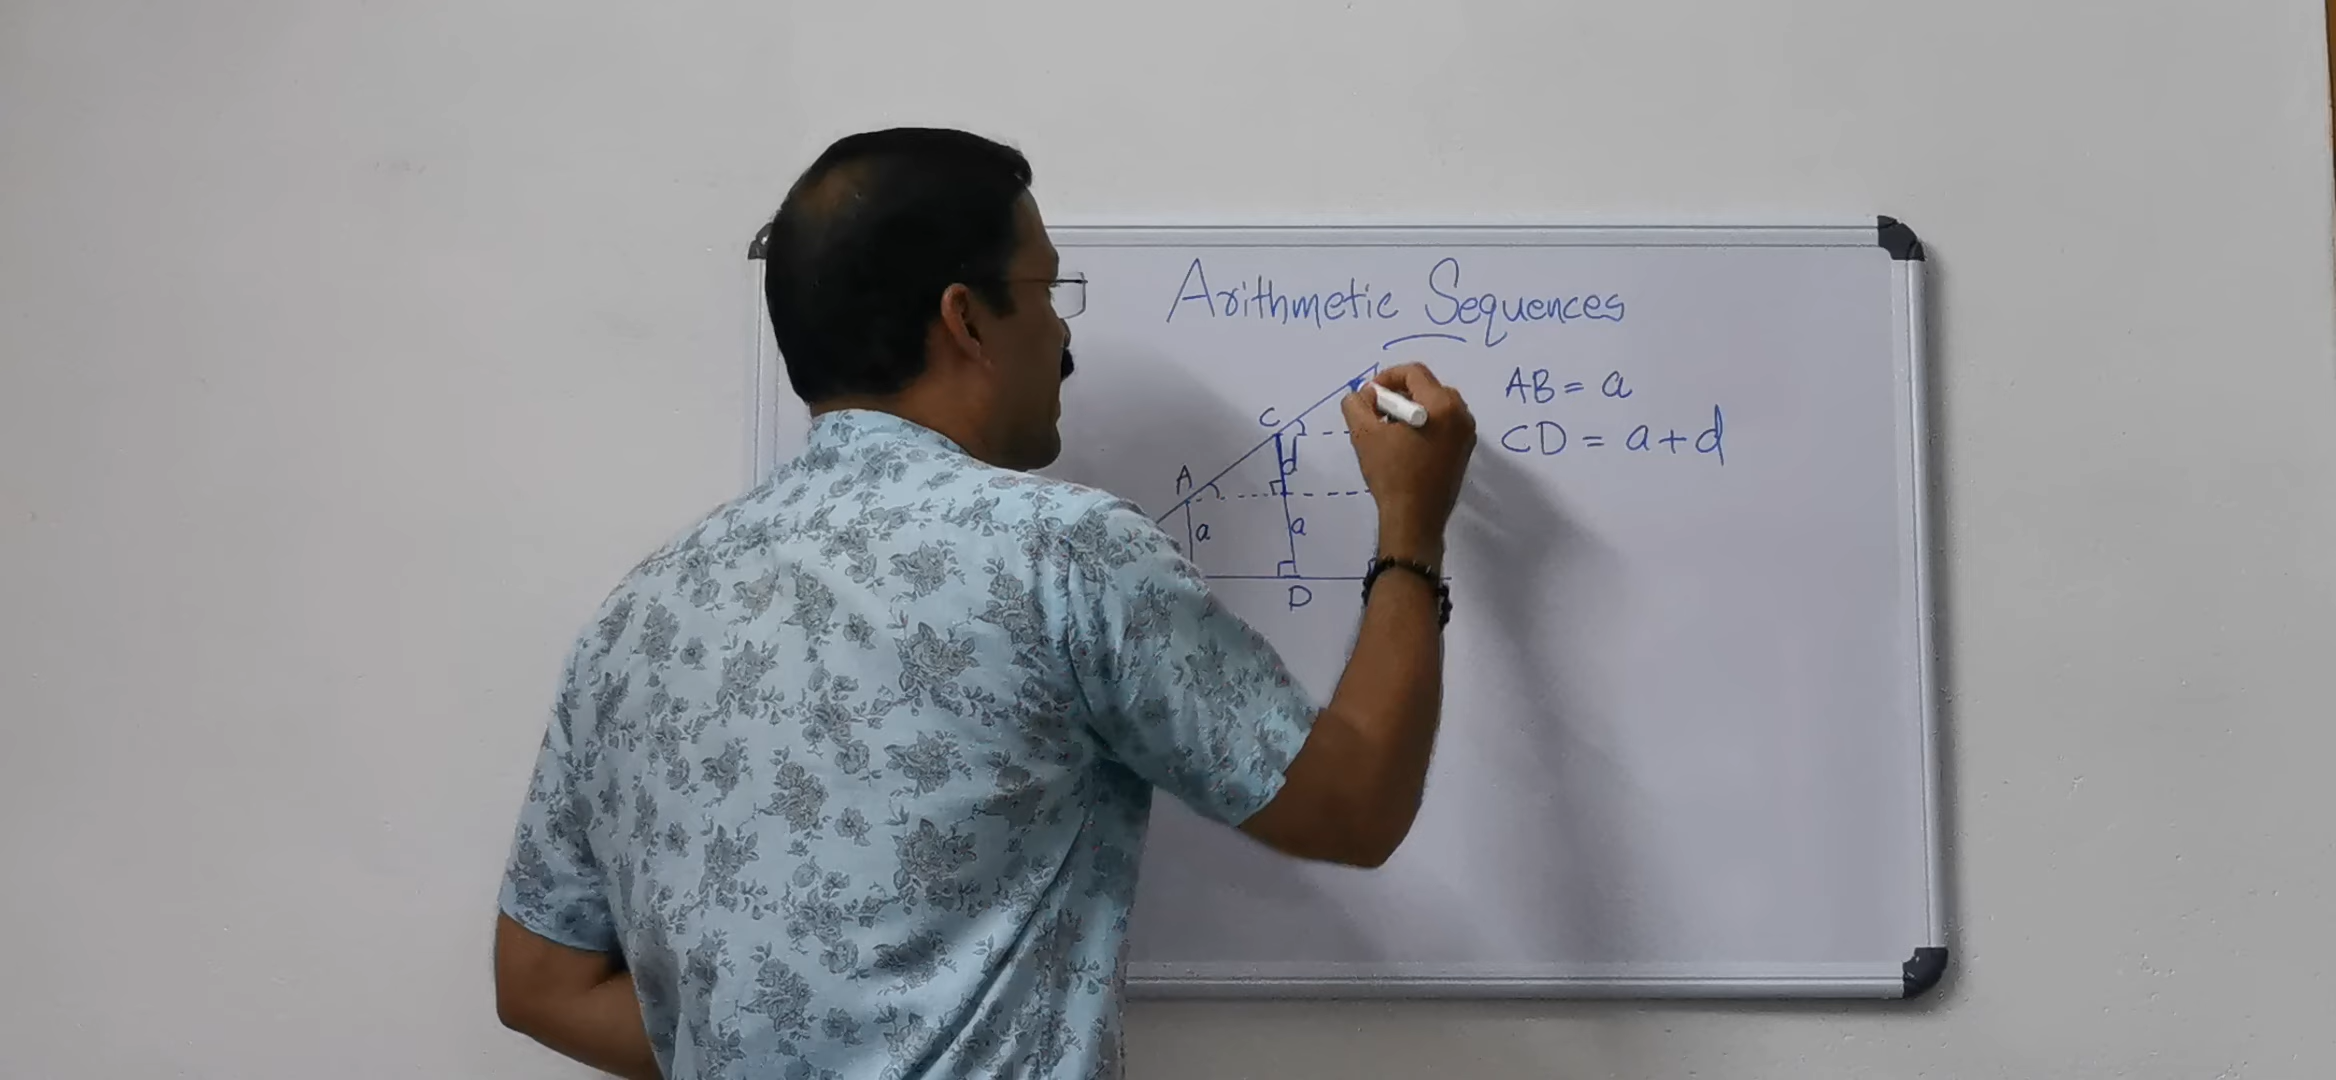 Arithmetic Sequences
AB = a
CD = a + d
C
d
A
a
a
D